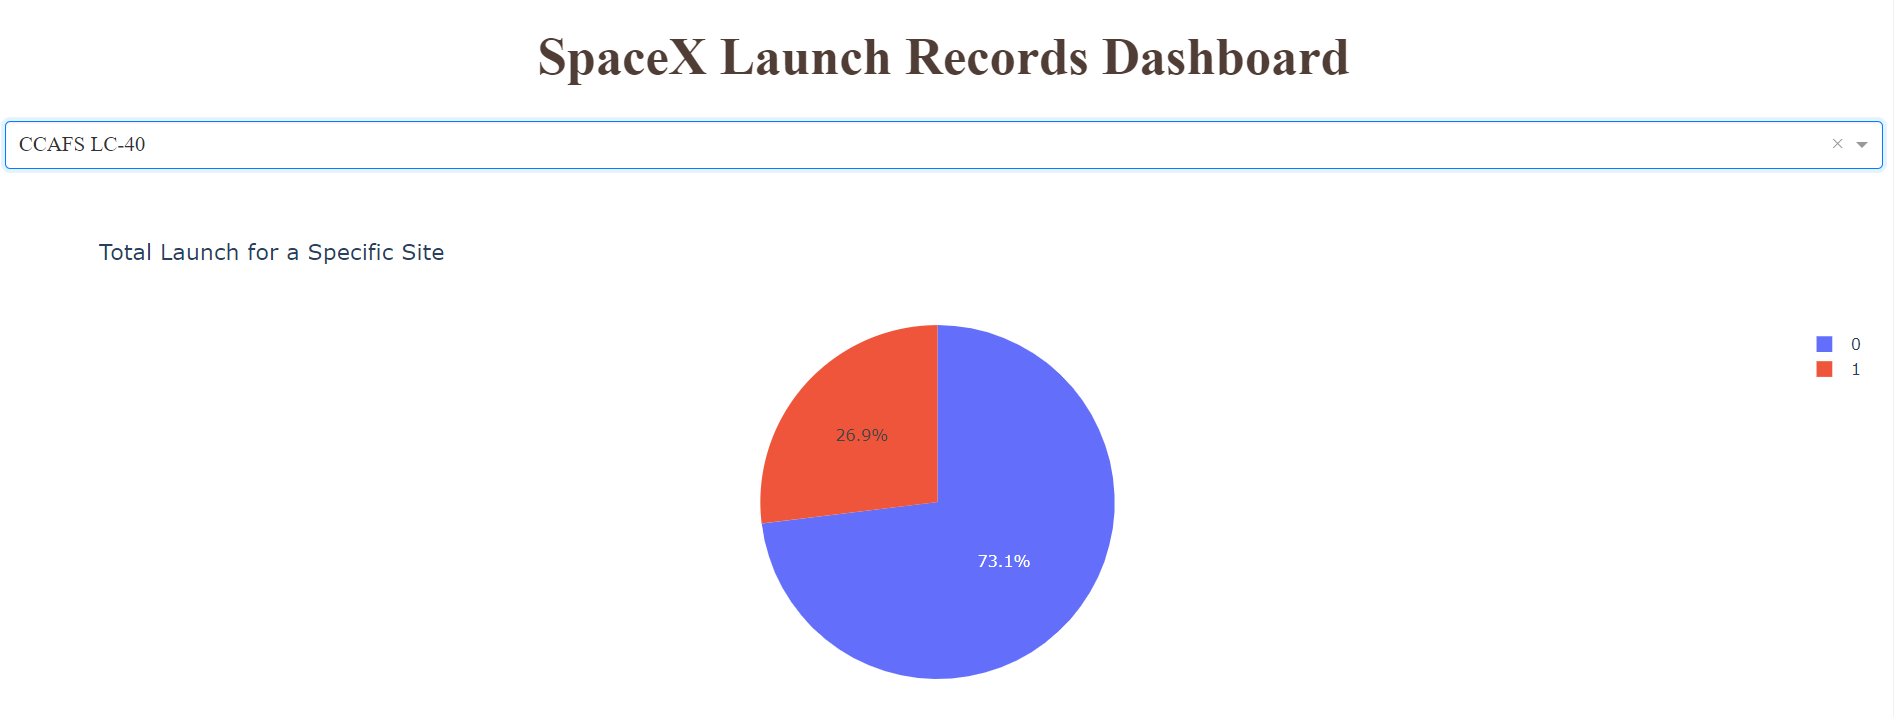 SpaceX Launch Records Dashboard
CCAFS LC-40
Total Launch for a Specific Site
0
1
26.9%
73.1%